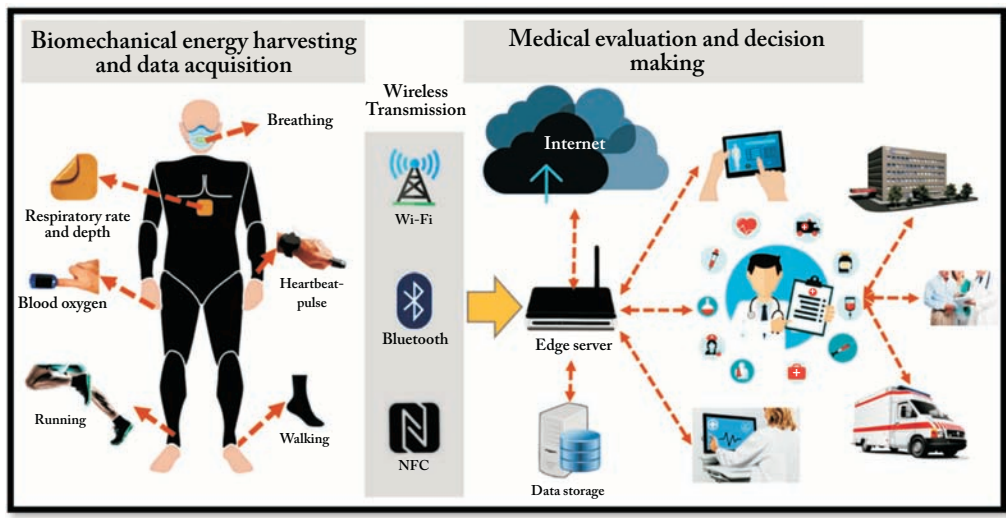 Biomechanical energy harvesting
and data acquisition
Breathing
Respiratory rate
and depth
Blood oxygen
Heartbeat-
pulse
Running
Walking
Wireless
Transmission
Wi-Fi
Bluetooth
NFC
Medical evaluation and decision
making
Internet
Edge server
Data storage